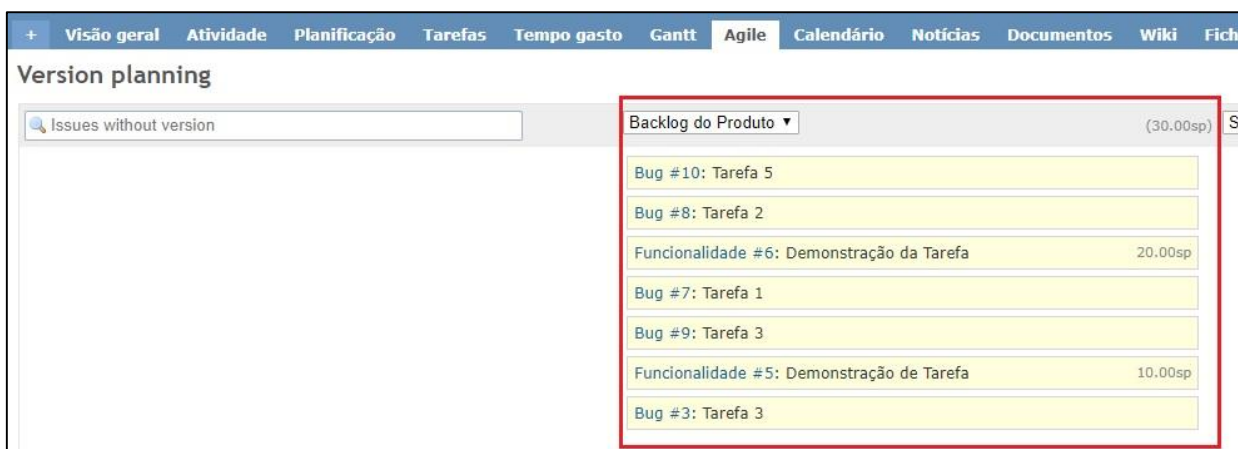 + Visão geral Atividade Planificação Tarefas Tempo gasto Gantt Agile Calendário Notícias Documentos Wiki Fich
Version planning
Issues without version
Backlog do Produto ▼ (30.00sp) S
Bug #10: Tarefa 5
Bug #8: Tarefa 2
Funcionalidade #6: Demonstração da Tarefa 20.00sp
Bug #7: Tarefa 1
Bug #9: Tarefa 3
Funcionalidade #5: Demonstração de Tarefa 10.00sp
Bug #3: Tarefa 3